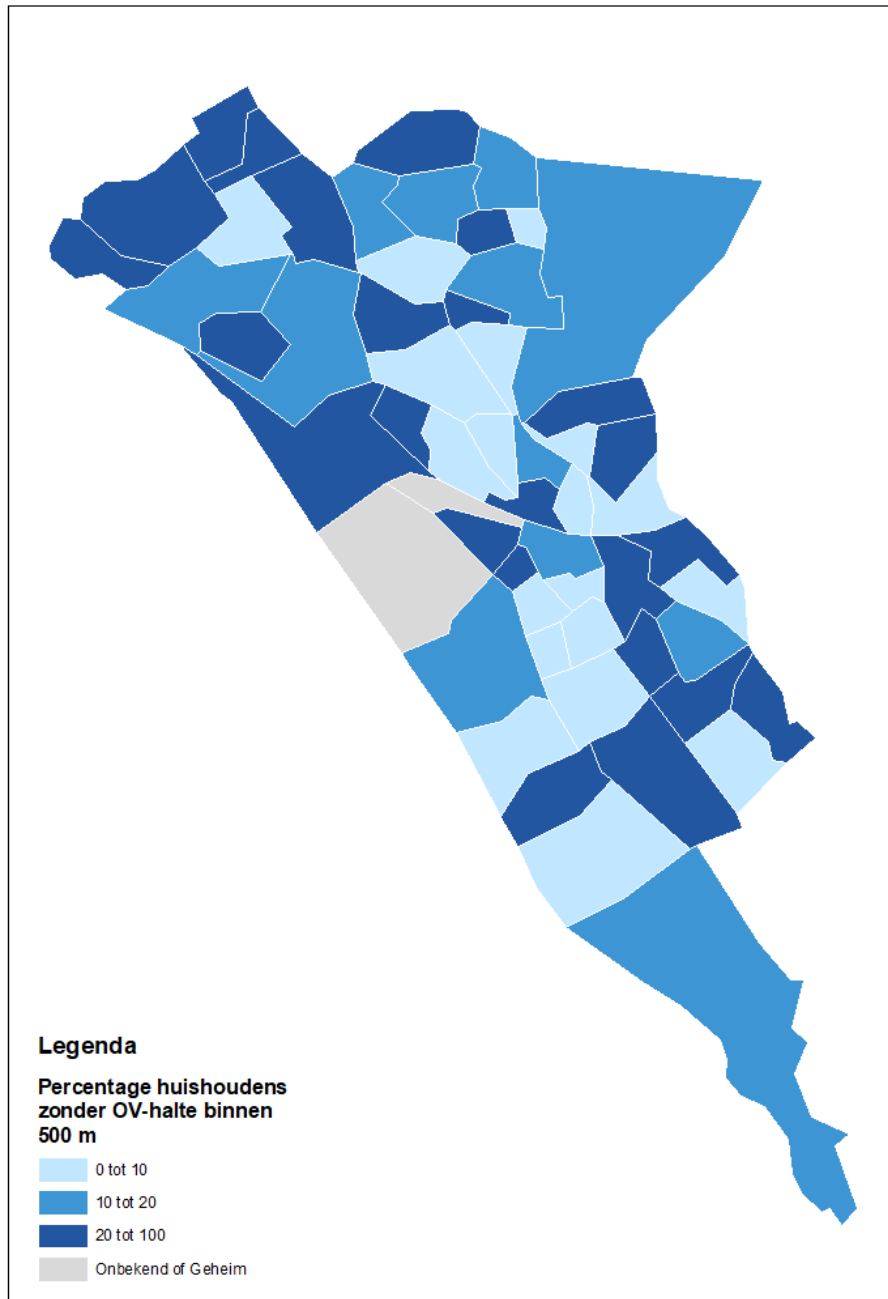 Legenda
Percentage huishoudens
zonder OV-halte binnen
500 m
0 tot 10
10 tot 20
20 tot 100
Onbekend of Geheim